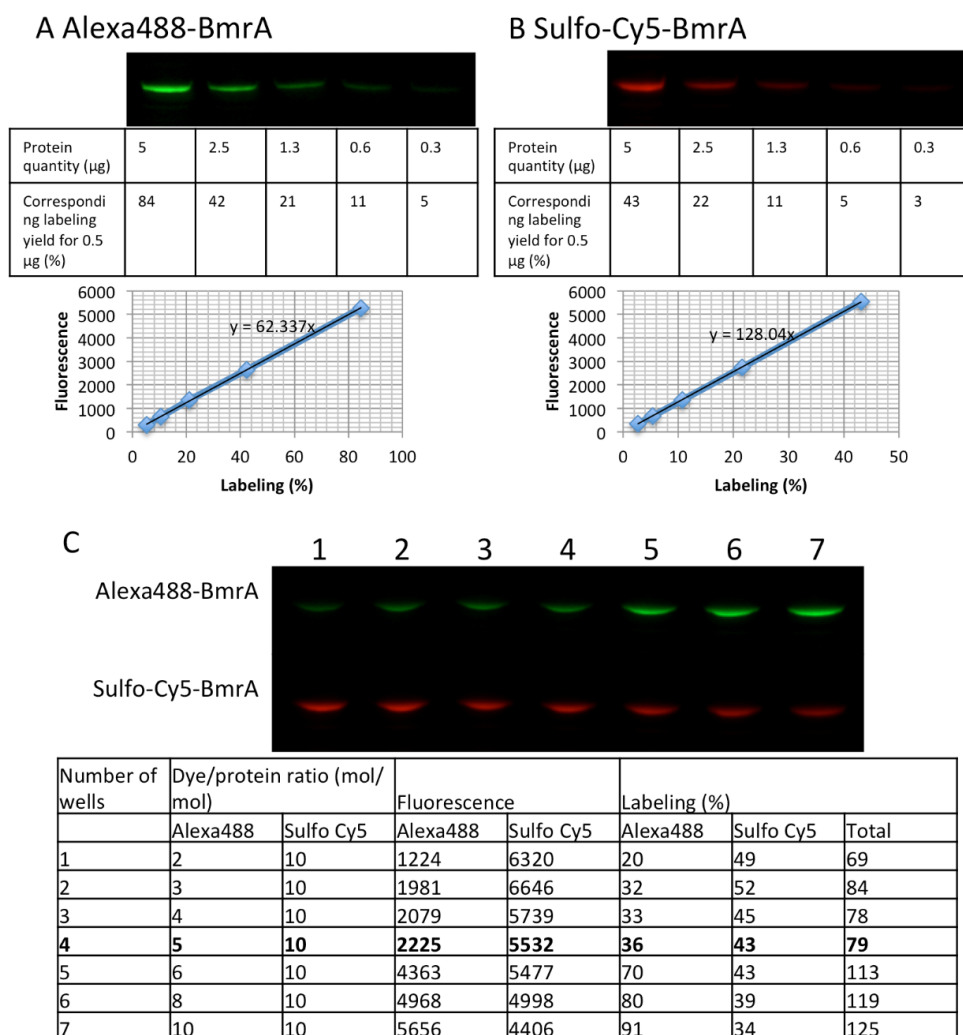 A Alexa488-BmrA
Protein quantity (µg) 5 2.5 1.3 0.6 0.3
Correspondi
ng labeling
yield for 0.5
µg (%) 84 42 21 11 5
6000
5000
4000
3000
2000
1000
0
Fluorescence
y = 62.337x
0 20 40 60 80 100
Labeling (%)
B Sulfo-Cy5-BmrA
Protein quantity (µg) 5 2.5 1.3 0.6 0.3
Correspondi
ng labeling
yield for 0.5
µg (%) 43 22 11 5 3
6000
5000
4000
3000
2000
1000
0
Fluorescence
y = 128.04x
0 10 20 30 40 50
Labeling (%)
C
1 2 3 4 5 6 7
Alexa488-BmrA
Sulfo-Cy5-BmrA
Number of wells Dye/protein ratio (mol/mol) Fluorescence Labeling (%)
Alexa488 Sulfo Cy5 Alexa488 Sulfo Cy5 Alexa488 Sulfo Cy5 Total
1 2 10 1224 6320 20 49 69
2 3 10 1981 6646 32 52 84
3 4 10 2079 5739 33 45 78
4 5 10 2225 5532 36 43 79
5 6 10 4363 5477 70 43 113
6 8 10 4968 4998 80 39 119
7 10 10 5656 4406 91 34 125